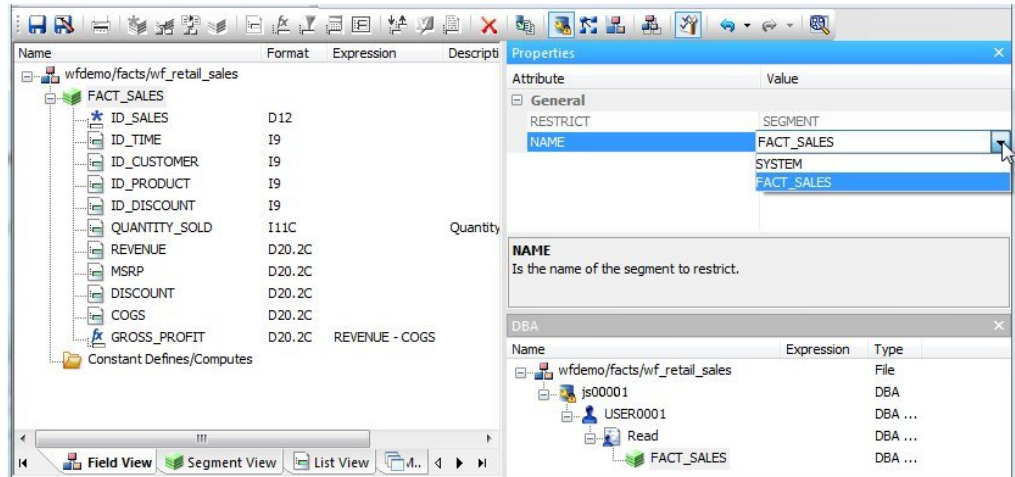 Name Format Expression Descripti
wfdemo/facts/wf_retail_sales
FACT_SALES
ID_SALES D12
ID_TIME I9
ID_CUSTOMER I9
ID_PRODUCT I9
ID_DISCOUNT I9
QUANTITY_SOLD I11C Quantity
REVENUE D20.2C
MSRP D20.2C
DISCOUNT D20.2C
COGS D20.2C
GROSS_PROFIT D20.2C REVENUE - COGS
Constant Defines/Computes
Field View Segment View List View
Properties
Attribute Value
General
RESTRICT SEGMENT
NAME FACT_SALES
SYSTEM
FACT_SALES
NAME
Is the name of the segment to restrict.
DBA
Name Expression Type
wfdemo/facts/wf_retail_sales File
js00001 DBA
USER0001 DBA ...
Read DBA ...
FACT_SALES DBA ...